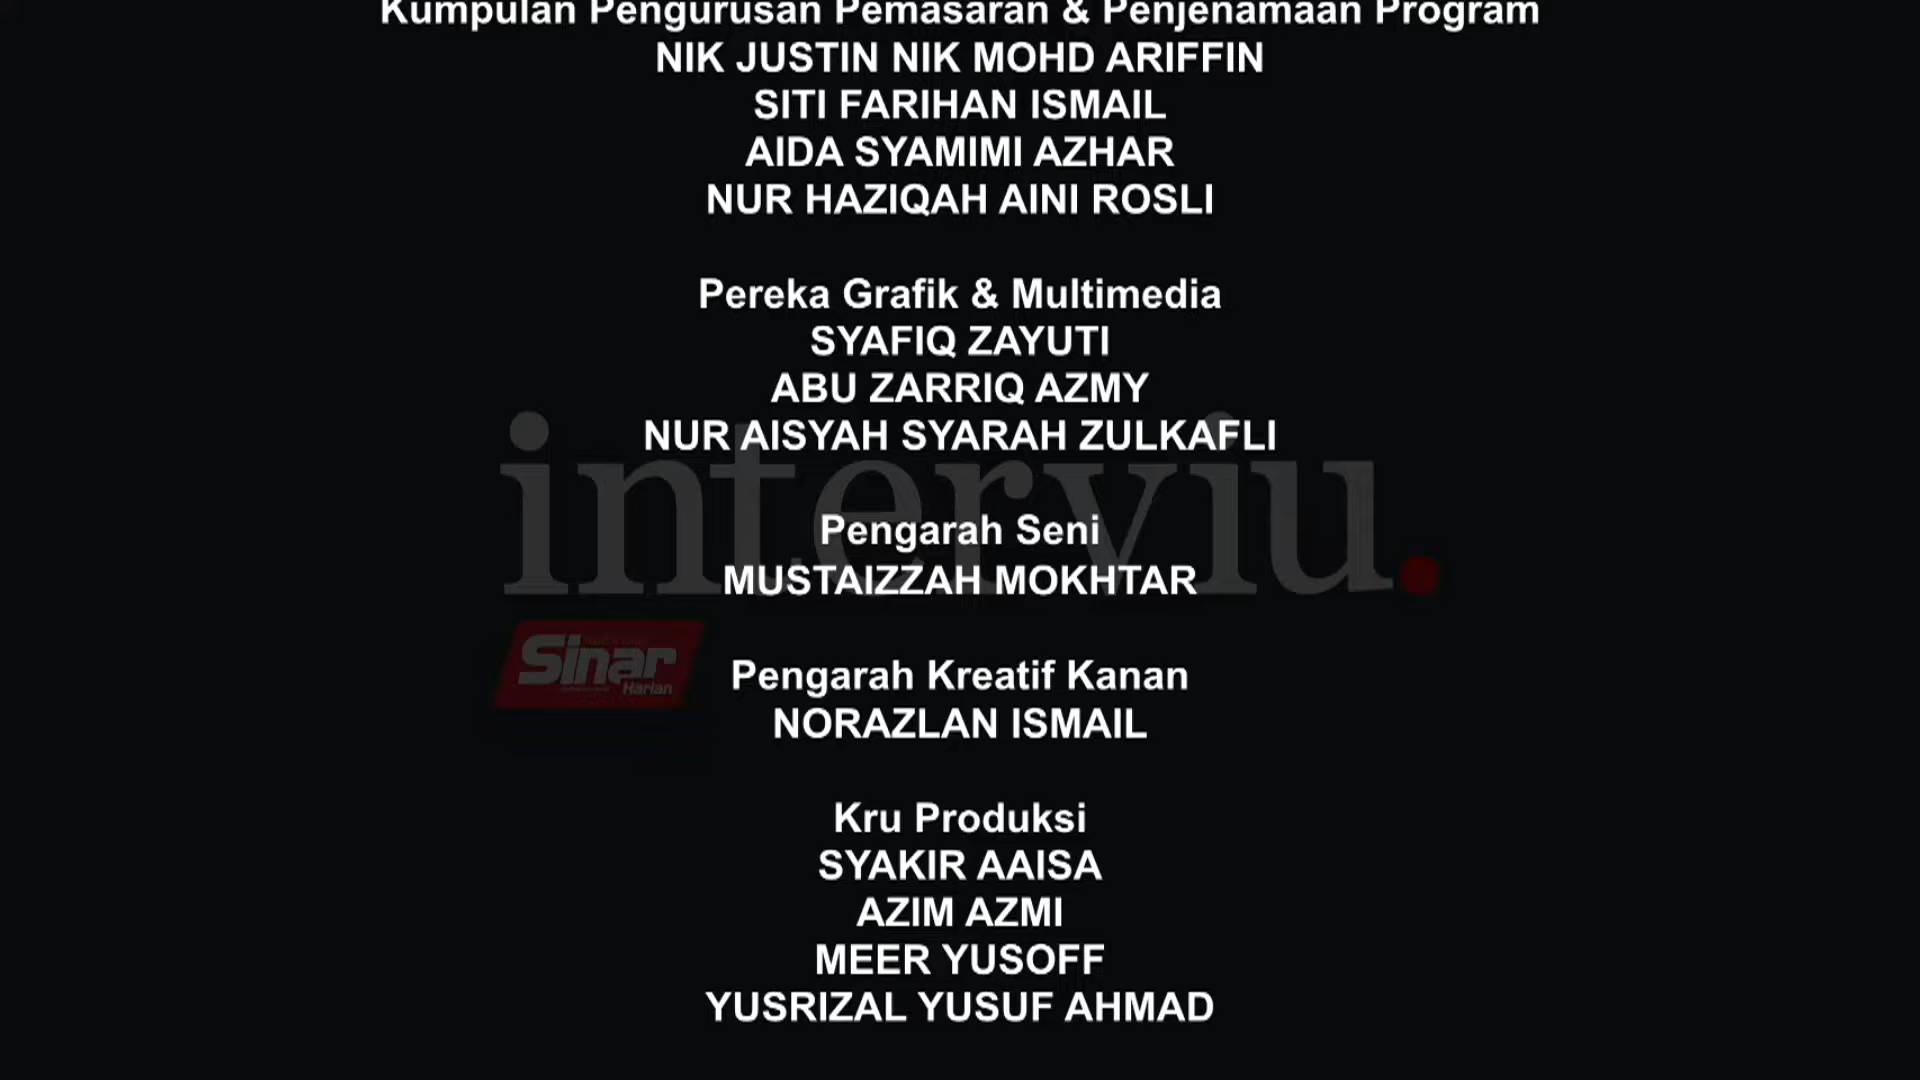 Kumpulan Pengurusan Pemasaran & Penjenamaan Program
NIK JUSTIN NIK MOHD ARIFFIN
SITI FARIHAN ISMAIL
AIDA SYAMIMI AZHAR
NUR HAZIQAH AINI ROSLI
Pereka Grafik & Multimedia
SYAFIQ ZAYUTI
ABU ZARRIQ AZMY
NUR AISYAH SYARAH ZULKAFLI
interviu.
Pengarah Seni
MUSTAIZZAH MOKHTAR
Sinar
Harian
Pengarah Kreatif Kanan
NORAZLAN ISMAIL
Kru Produksi
SYAKIR AAISA
AZIM AZMI
MEER YUSOFF
YUSRIZAL YUSUF AHMAD